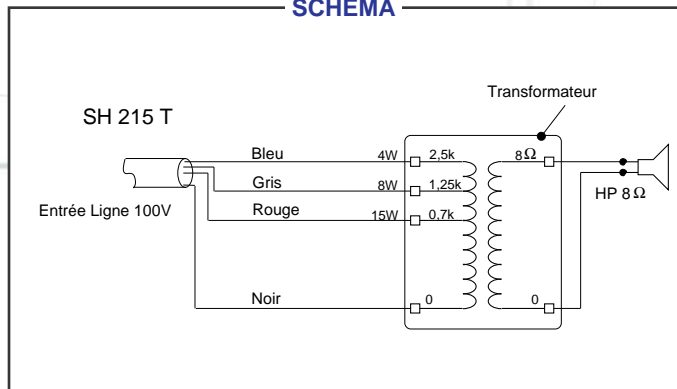 SCHEMA
Transformateur
SH 215 T
Bleu 4W 2,5k 8Ω
Gris 8W 1,25k
HP 8 Ω
Entrée Ligne 100V
Rouge 15W 0,7k
Noir 0 0